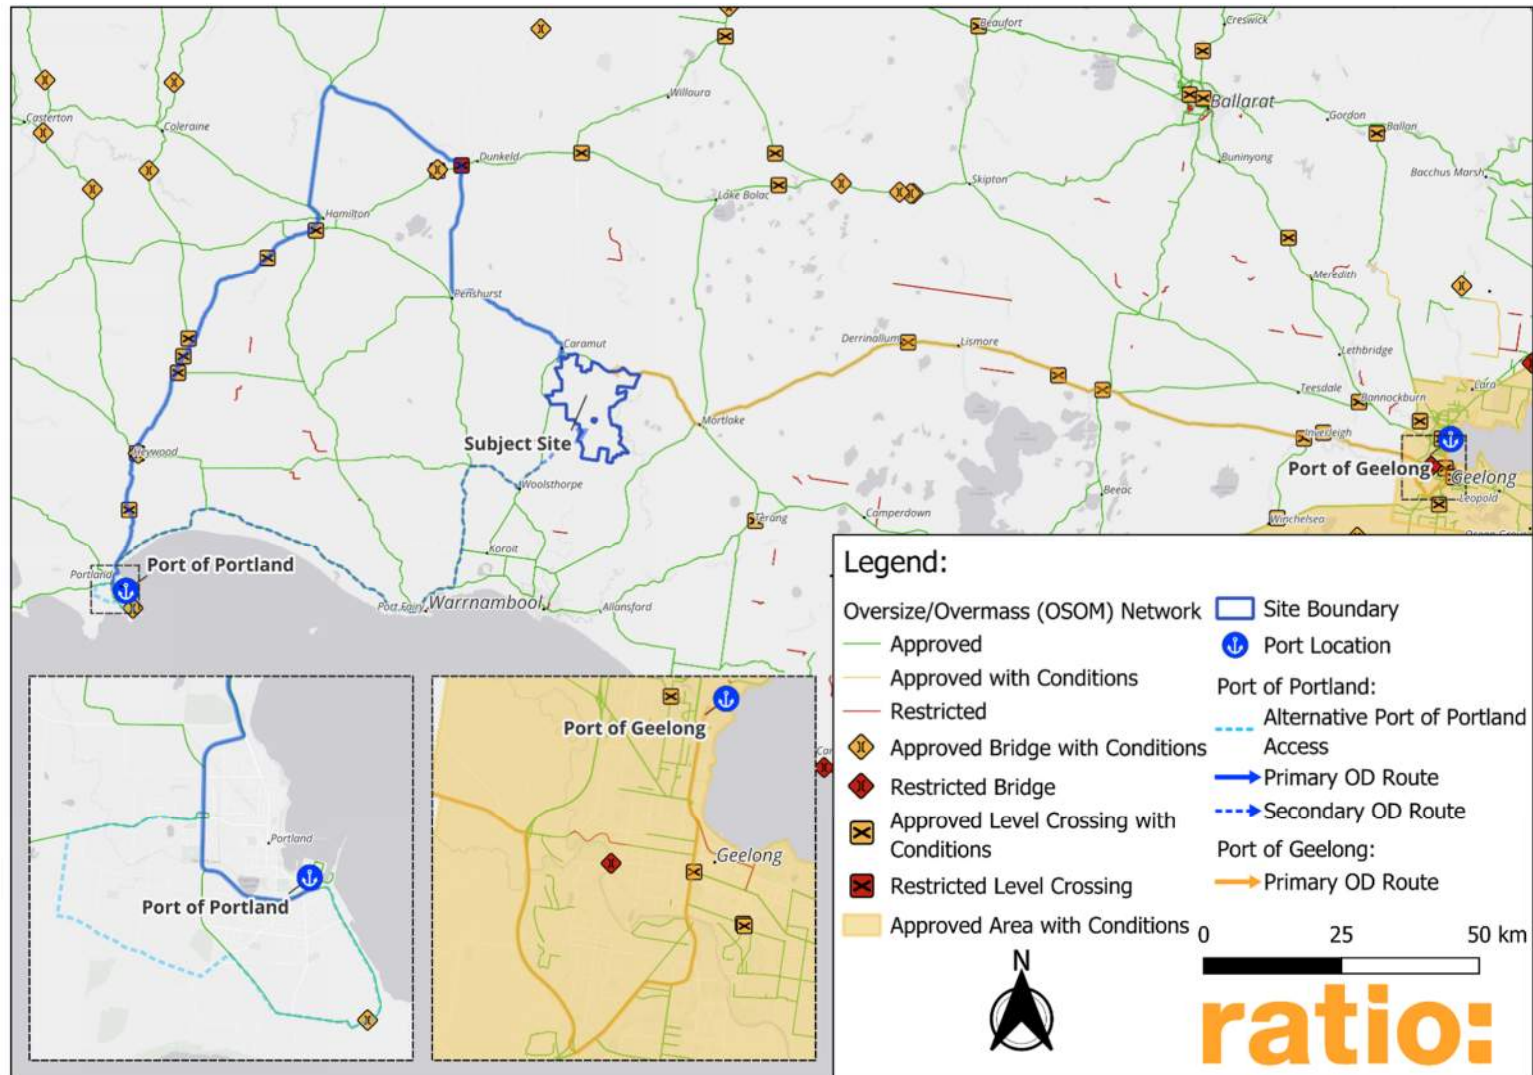 Creswick
Beaufort
Willaura
Ballarat
Gordon
Ballan
Casterton
Coleraine
Dunkeld
Buninyong
Bacchus Marsh
Skipton
Lake Bolac
Hamilton
Meredith
Penshurst
Caramut
Derrinallum
Lismore
Lethbridge
Teesdale
Lara
Bannockburn
Mortlake
Inverleigh
Subject Site
Heywood
Port of Geelong
Geelong
Woolsthorpe
Beeac
Leopold
Terang
Camperdown
Winchelsea
Koroit
Port of Portland
Portland
Port Fairy
Warrnambool
Allansford
Legend:
Oversize/Overmass (OSOM) Network
Approved
Approved with Conditions
Restricted
Approved Bridge with Conditions
Restricted Bridge
Approved Level Crossing with
Conditions
Restricted Level Crossing
Approved Area with Conditions
Site Boundary
Port Location
Port of Portland:
Alternative Port of Portland
Access
Primary OD Route
Secondary OD Route
Port of Geelong:
Primary OD Route
0 25 50 km
N
ratio:
Portland
Port of Portland
Port of Geelong
Geelong